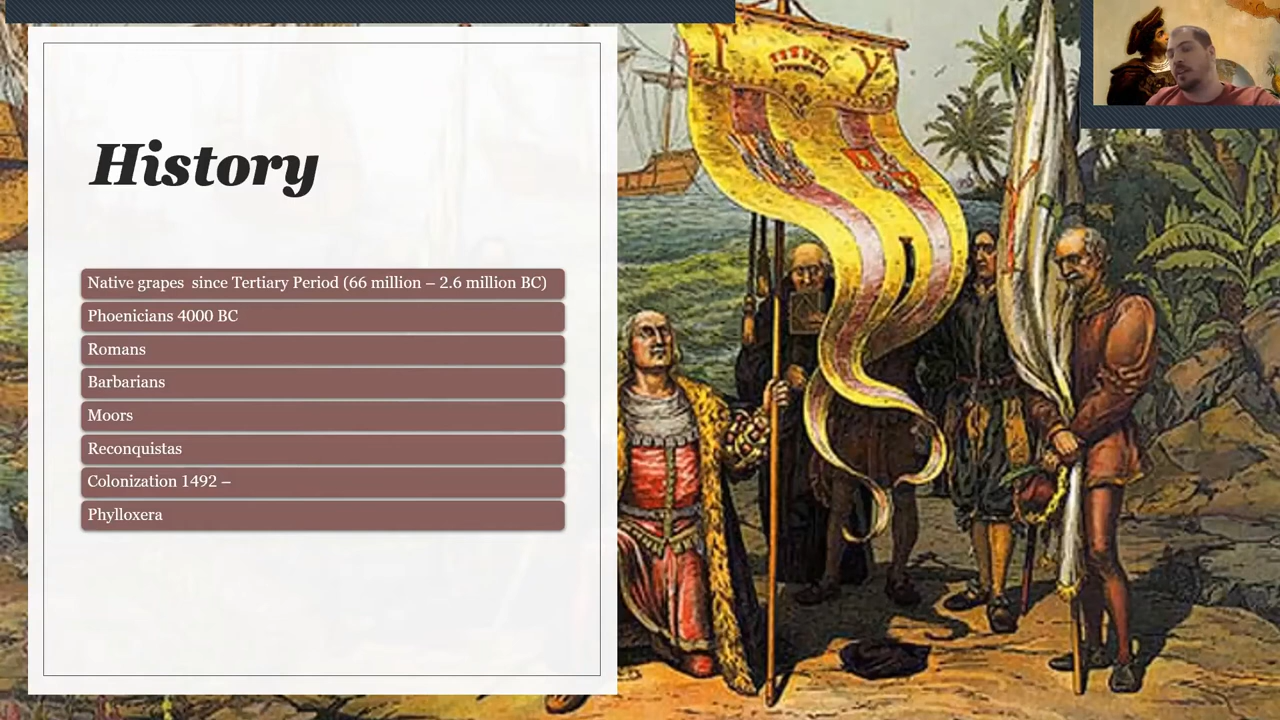 History
Native grapes  since Tertiary Period (66 million – 2.6 million BC)
Phoenicians 4000 BC
Romans
Barbarians
Moors
Reconquistas
Colonization 1492 –
Phylloxera